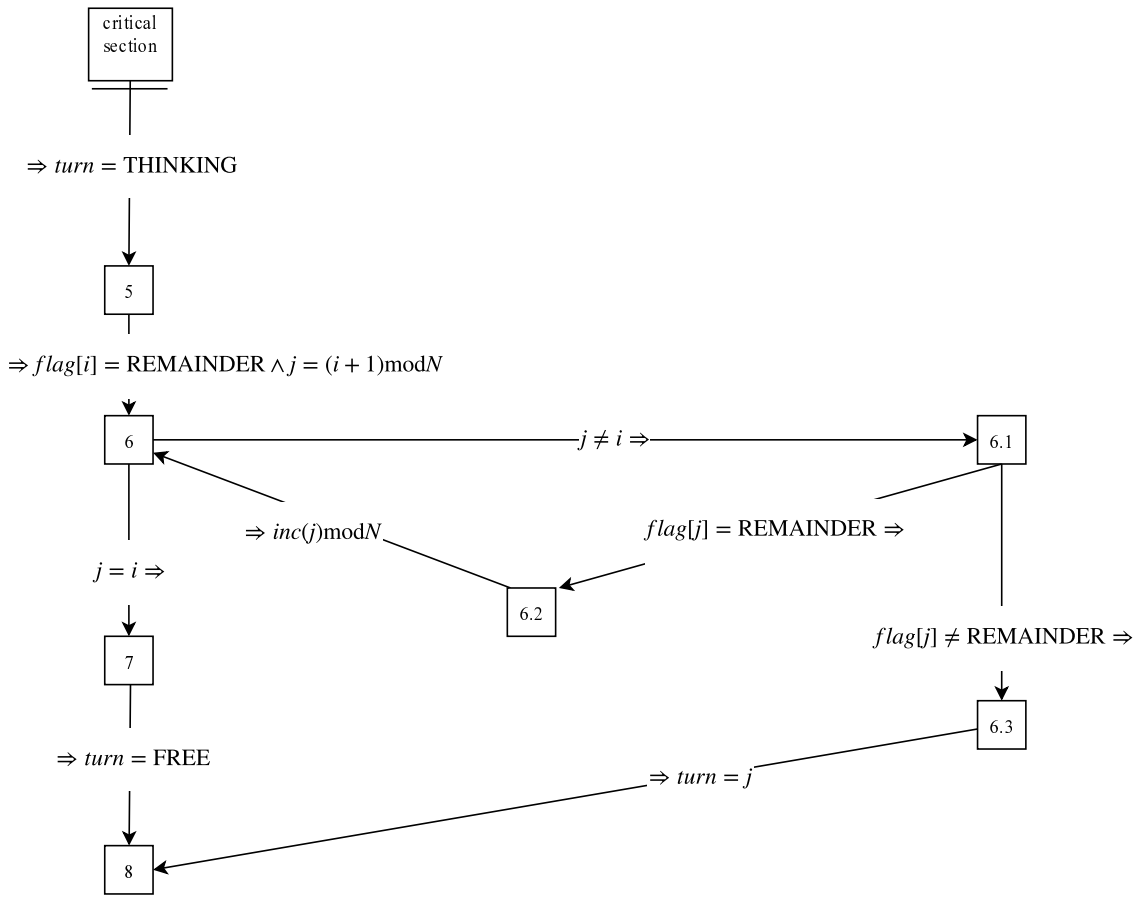 critical
section
⇒ turn = THINKING
5
⇒ flag[i] = REMAINDER ∧ j = (i + 1)modN
6
j ≠ i ⇒
6.1
⇒ inc(j)modN
flag[j] = REMAINDER ⇒
j = i ⇒
6.2
flag[j] ≠ REMAINDER ⇒
7
6.3
⇒ turn = FREE
⇒ turn = j
8